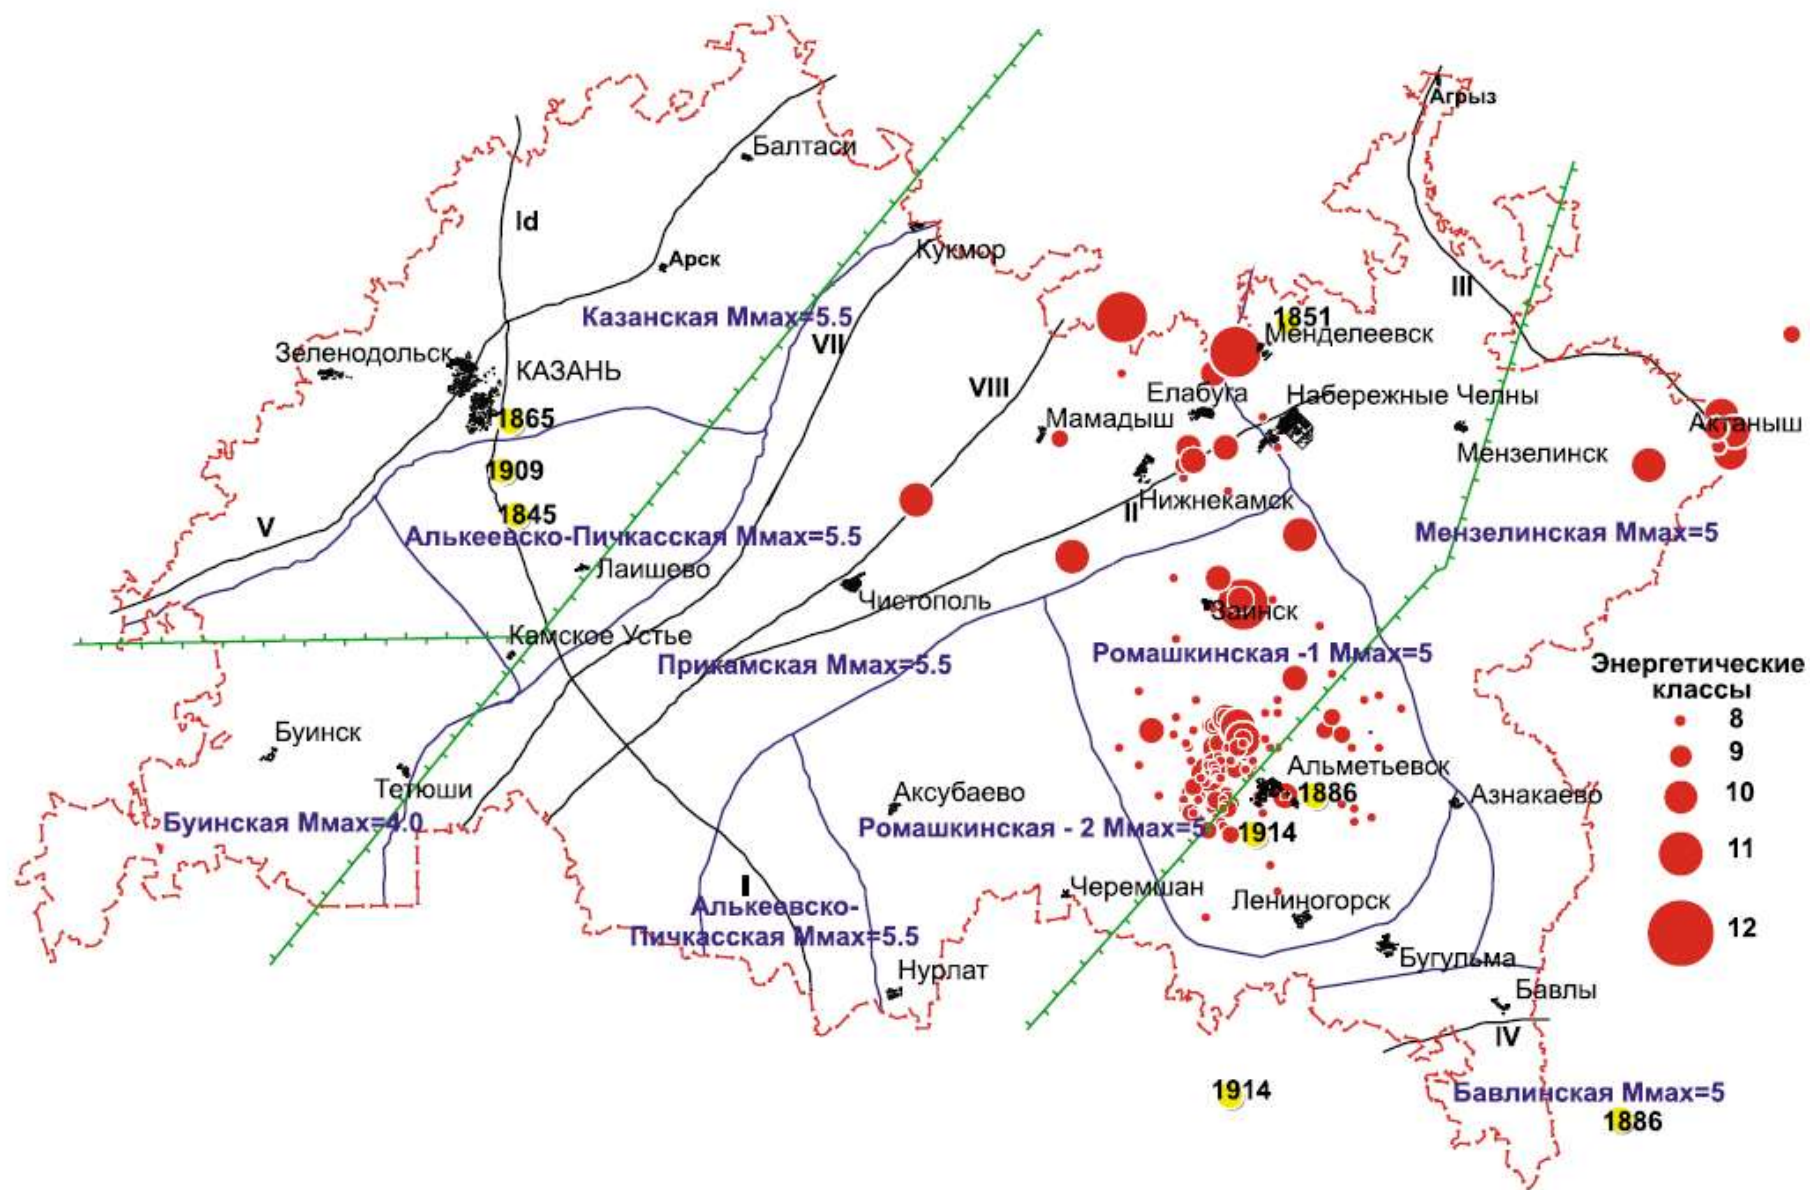 Агрыз
Балтаси
Id
Кукмор
Арск
III
Казанская Ммах=5.5
1851
Менделеевск
VII
Зеленодольск
КАЗАНЬ
VIII
Елабуга
Набережные Челны
1865
Мамадыш
Актаныш
Мензелинск
1909
Нижнекамск
1845
II
V
Алькеевско-Пичкасская Ммах=5.5
Мензелинская Ммах=5
Лаишево
Чистополь
Заинск
Камское Устье
Прикамская Ммах=5.5
Ромашкинская -1 Ммах=5
Энергетические
классы
8
9
10
11
12
Буинск
Тетюши
Альметьевск
1886
Аксубаево
Азнакаево
Буинская Ммах=4.0
Ромашкинская - 2 Ммах=5
1914
I
Черемшан
Алькеевско-
Пичкасская Ммах=5.5
Лениногорск
Нурлат
Бугульма
Бавлы
IV
1914
Бавлинская Ммах=5
1886